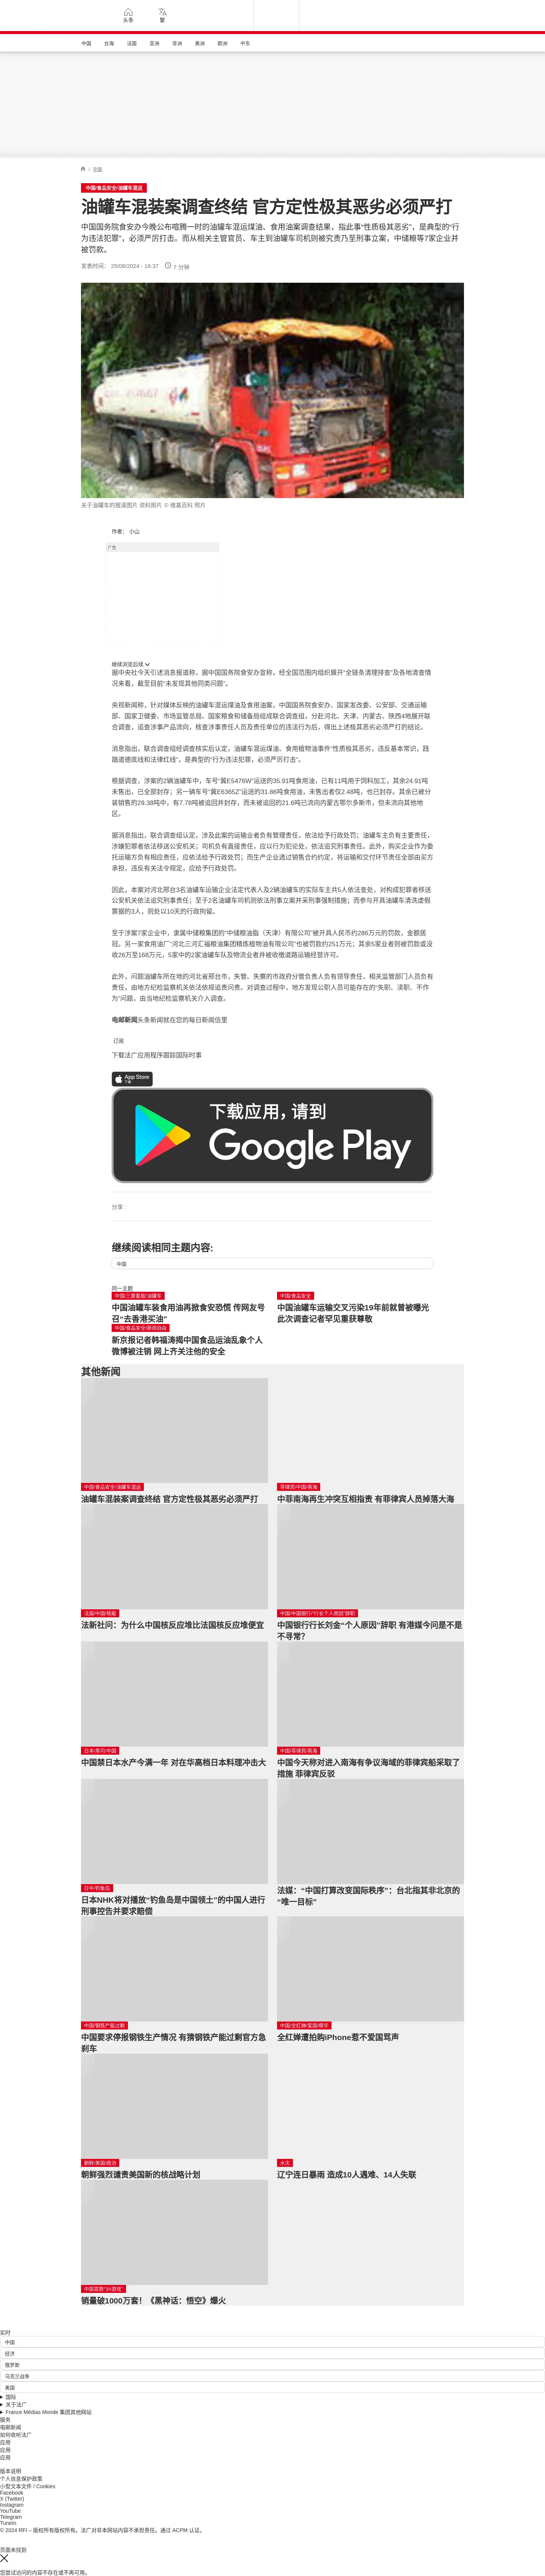 头条
繁
中国
台海
法国
亚洲
非洲
美洲
欧洲
中东
/ 中国
中国/食品安全/油罐车混运
油罐车混装案调查终结 官方定性极其恶劣必须严打
中国国务院食安办今晚公布喧腾一时的油罐车混运煤油、食用油案调查结果，指此事“性质极其恶劣”，是典型的“行
为违法犯罪”，必须严厉打击。而从相关主管官员、车主到油罐车司机则被究责乃至刑事立案，中储粮等7家企业并
被罚款。
发表时间： 25/08/2024 - 16:37
7 分钟
关于油罐车的报道图片 资料照片 © 维基百科 照片
作者： 小山
广告
继续浏览后续
据中央社今天引述消息报道称，据中国国务院食安办宣称，经全国范围内组织展开“全链条清理排查”及各地清查情
况来看，截至目前“未发现其他同类问题”。
央视新闻称，针对媒体反映的油罐车混运煤油及食用油案，中国国务院食安办、国家发改委、公安部、交通运输
部、国家卫健委、市场监管总局、国家粮食和储备局组成联合调查组，分赴河北、天津、内蒙古、陕西4地展开联
合调查，追查涉事产品流向，核查涉事责任人员及责任单位的违法行为后，得出上述极其恶劣必须严打的结论。
消息指出，联合调查组经调查核实后认定，油罐车混运煤油、食用植物油事件“性质极其恶劣，违反基本常识，践
踏道德底线和法律红线”，是典型的“行为违法犯罪，必须严厉打击”。
根据调查，涉案的2辆油罐车中，车号“冀E5476W”运送的35.91吨食用油，已有11吨用于饲料加工，其余24.91吨
未售出，已全部封存；另一辆车号“冀E6365Z”运送的31.86吨食用油，未售出者仅2.48吨，也已封存。其余已被分
装销售的29.38吨中，有7.78吨被追回并封存，而未被追回的21.6吨已流向内蒙古鄂尔多斯市，但未流向其他地
区。
据消息指出，联合调查组认定，涉及此案的运输业者负有管理责任，依法给予行政处罚；油罐车主负有主要责任，
涉嫌犯罪者依法移送公安机关；司机负有直接责任，应以行为犯论处，依法追究刑事责任。此外，购买企业作为委
托运输方负有相应责任，应依法给予行政处罚；而生产企业透过销售合约约定，将运输和交付环节责任全部由买方
承担，违反有关法令规定，应给予行政处罚。
因此，本案对河北邢台3名油罐车运输企业法定代表人及2辆油罐车的实际车主共5人依法查处，对构成犯罪者移送
公安机关依法追究刑事责任；至于2名油罐车司机则依法刑事立案并采刑事强制措施；而参与开具油罐车清洗虚假
票据的3人，则处以10天的行政拘留。
至于涉案7家企业中，隶属中储粮集团的“中储粮油脂（天津）有限公司”被开具人民币约286万元的罚款，金额居
冠。另一家食用油厂“河北三河汇福粮油集团精炼植物油有限公司”也被罚款约251万元；其余5家业者则被罚款或没
收26万至168万元，5家中的2家油罐车队及物流业者并被收缴道路运输经营许可。
此外，问题油罐车所在地的河北省邢台市，失管、失察的市政府分管负责人负有领导责任，相关监管部门人员负有
责任，由地方纪检监察机关依法依规追责问责。对调查过程中，地方发现公职人员可能存在的“失职、渎职、不作
为”问题，由当地纪检监察机关介入调查。
电邮新闻头条新闻就在您的每日新闻信里
订阅
下载法广应用程序跟踪国际时事
App Store
下载
下载应用，请到
Google Play
分享 :
继续阅读相同主题内容:
中国
同一主题
中国/三聚氰胺/油罐车
中国油罐车装食用油再掀食安恐慌 传网友号
召“去香港买油”
中国/食品安全
中国油罐车运输交叉污染19年前就曾被曝光
此次调查记者罕见重获尊敬
中国/食品安全/新闻自由
新京报记者韩福涛揭中国食品运油乱象个人
微博被注销 网上齐关注他的安全
其他新闻
中国/食品安全/油罐车混运
油罐车混装案调查终结 官方定性极其恶劣必须严打
菲律宾/中国/南海
中菲南海再生冲突互相指责 有菲律宾人员掉落大海
法国/中国/核能
法新社问：为什么中国核反应堆比法国核反应堆便宜
中国/中国银行/“行长个人原因”辞职
中国银行行长刘金“个人原因”辞职 有港媒今问是不是
不寻常?
日本/寿司/中国
中国禁日本水产今满一年 对在华高档日本料理冲击大
中国/菲律宾/南海
中国今天称对进入南海有争议海域的菲律宾船采取了
措施 菲律宾反驳
日中/钓鱼岛
日本NHK将对播放“钓鱼岛是中国领土”的中国人进行
刑事控告并要求赔偿
法媒：“中国打算改变国际秩序”：台北指其非北京的
“唯一目标”
中国/钢铁产能过剩
中国要求停报钢铁生产情况 有猜钢铁产能过剩官方急
刹车
中国/全红婵/爱国/辱华
全红婵遭拍购iPhone惹不爱国骂声
朝鲜/美国/政治
朝鲜强烈谴责美国新的核战略计划
水灾
辽宁连日暴雨 造成10人遇难、14人失联
中国首款“3A游戏”
销量破1000万套！《黑神话：悟空》爆火
实时
中国
经济
俄罗斯
乌克兰战争
美国
国际
关于法广
France Médias Monde 集团其他网站
服务
电邮新闻
如何收听法广
应用
应用
应用
版本说明
个人信息保护政策
小型文本文件 / Cookies
Facebook
X (Twitter)
Instagram
YouTube
Telegram
TuneIn
© 2024 RFI – 版权所有版权所有。法广对非本网站内容不承担责任。通过 ACPM 认证。
页面未找到
您尝试访问的内容不存在或不再可用。